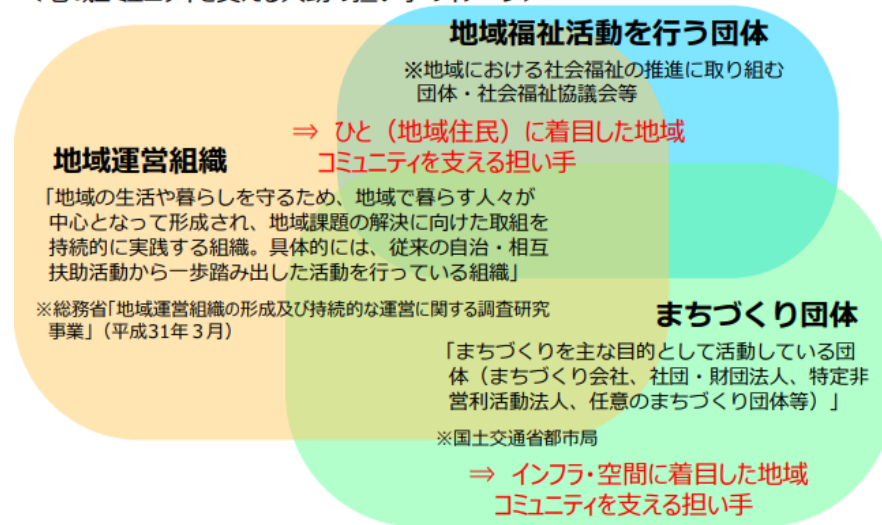 地域福祉活動を行う団体
※地域における社会福祉の推進に取り組む
団体・社会福祉協議会等
⇒ ひと（地域住民）に着目した地域
コミュニティを支える担い手
地域運営組織
「地域の生活や暮らしを守るため、地域で暮らす人々が
中心となって形成され、地域課題の解決に向けた取組を
持続的に実践する組織。具体的には、従来の自治・相互
扶助活動から一歩踏み出した活動を行っている組織」
※総務省「地域運営組織の形成及び持続的な運営に関する調査研究
事業」（平成31年３月）
まちづくり団体
「まちづくりを主な目的として活動している団
体（まちづくり会社、社団・財団法人、特定非
営利活動法人、任意のまちづくり団体等）」
※国土交通省都市局
⇒ インフラ・空間に着目した地域
コミュニティを支える担い手